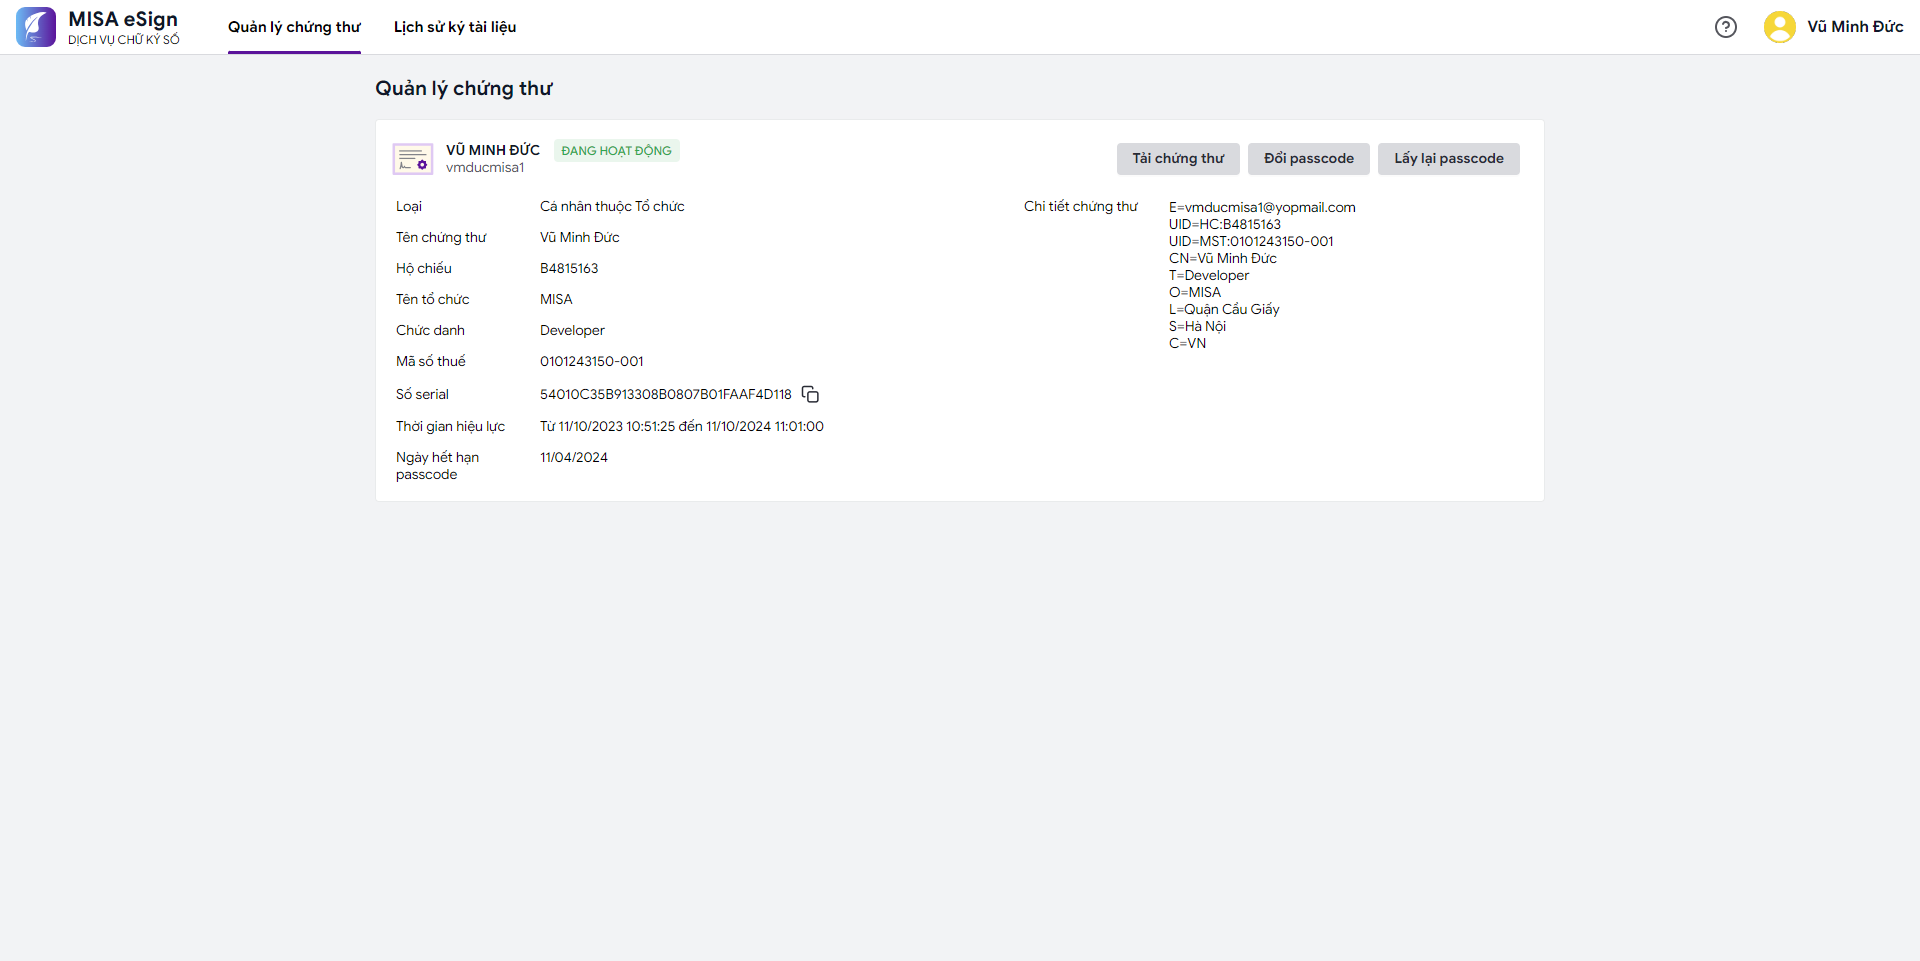 MISA eSign
DỊCH VỤ CHỮ KÝ SỐ
Quản lý chứng thư
Lịch sử ký tài liệu
Vũ Minh Đức
Quản lý chứng thư
VŨ MINH ĐỨC
ĐANG HOẠT ĐỘNG
vmducmisa1
Tải chứng thư
Đổi passcode
Lấy lại passcode
Loại
Cá nhân thuộc Tổ chức
Tên chứng thư
Vũ Minh Đức
Hộ chiếu
B4815163
Tên tổ chức
MISA
Chức danh
Developer
Mã số thuế
0101243150-001
Số serial
54010C35B913308B0807B01FAAF4D118
Thời gian hiệu lực
Từ 11/10/2023 10:51:25 đến 11/10/2024 11:01:00
Ngày hết hạn
passcode
11/04/2024
Chi tiết chứng thư
E=vmducmisa1@yopmail.com
UID=HC:B4815163
UID=MST:0101243150-001
CN=Vũ Minh Đức
T=Developer
O=MISA
L=Quận Cầu Giấy
S=Hà Nội
C=VN